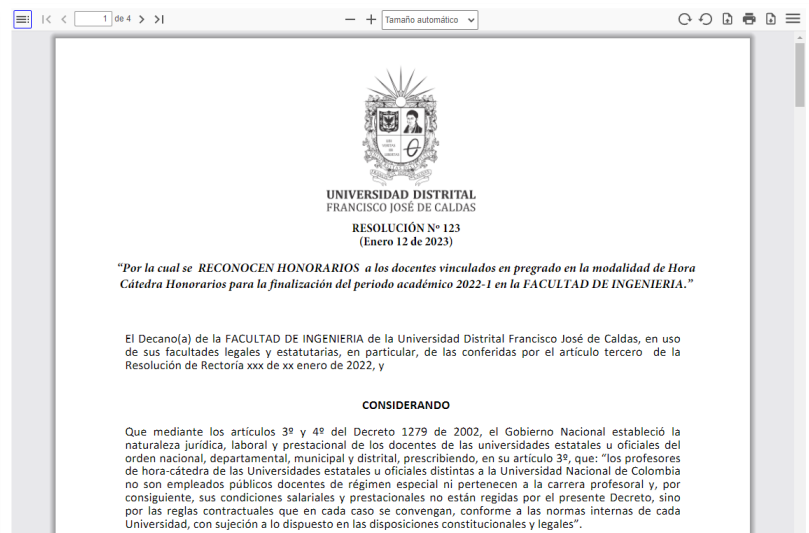 1 de 4
Tamaño automático
UNIVERSIDAD DISTRITAL
FRANCISCO JOSÉ DE CALDAS
RESOLUCIÓN Nº 123
(Enero 12 de 2023)
“Por la cual se RECONOCEN HONORARIOS a los docentes vinculados en pregrado en la modalidad de Hora
Cátedra Honorarios para la finalización del periodo académico 2022-1 en la FACULTAD DE INGENIERIA.”
El Decano(a) de la FACULTAD DE INGENIERIA de la Universidad Distrital Francisco José de Caldas, en uso
de sus facultades legales y estatutarias, en particular, de las conferidas por el artículo tercero de la
Resolución de Rectoría xxx de xx enero de 2022, y
CONSIDERANDO
Que mediante los artículos 3º y 4º del Decreto 1279 de 2002, el Gobierno Nacional estableció la
naturaleza jurídica, laboral y prestacional de los docentes de las universidades estatales u oficiales del
orden nacional, departamental, municipal y distrital, prescribiendo, en su artículo 3º, que: “los profesores
de hora-cátedra de las Universidades estatales u oficiales distintas a la Universidad Nacional de Colombia
no son empleados públicos docentes de régimen especial ni pertenecen a la carrera profesoral y, por
consiguiente, sus condiciones salariales y prestacionales no están regidas por el presente Decreto, sino
por las reglas contractuales que en cada caso se convengan, conforme a las normas internas de cada
Universidad, con sujeción a lo dispuesto en las disposiciones constitucionales y legales”.